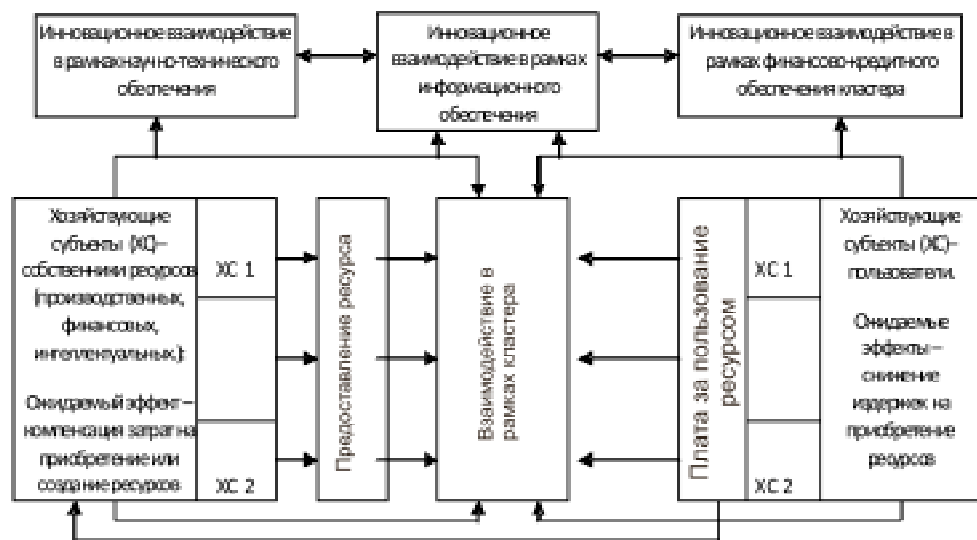 Инновационное взаимодействие
в рамках научно-технического
обеспечения
Инновационное
взаимодействие в рамках
информационного
обеспечения
Инновационное взаимодействие в
рамках финансово-кредитного
обеспечения кластера
Хозяйствующие
субъекты (ХС)–
собственники ресурсов
(производственных,
финансовых,
интеллектуальных):
Ожидаемый эффект –
компенсация затрат на
приобретение или
создание ресурсов
ХС 1
ХС 2
Предоставление ресурса
Взаимодействие в
рамках кластера
Плата за пользование
ресурсом
ХС 1
ХС 2
Хозяйствующие
субъекты (ХС)–
пользователи.
Ожидаемые
эффекты –
снижение
издержек на
приобретение
ресурсов